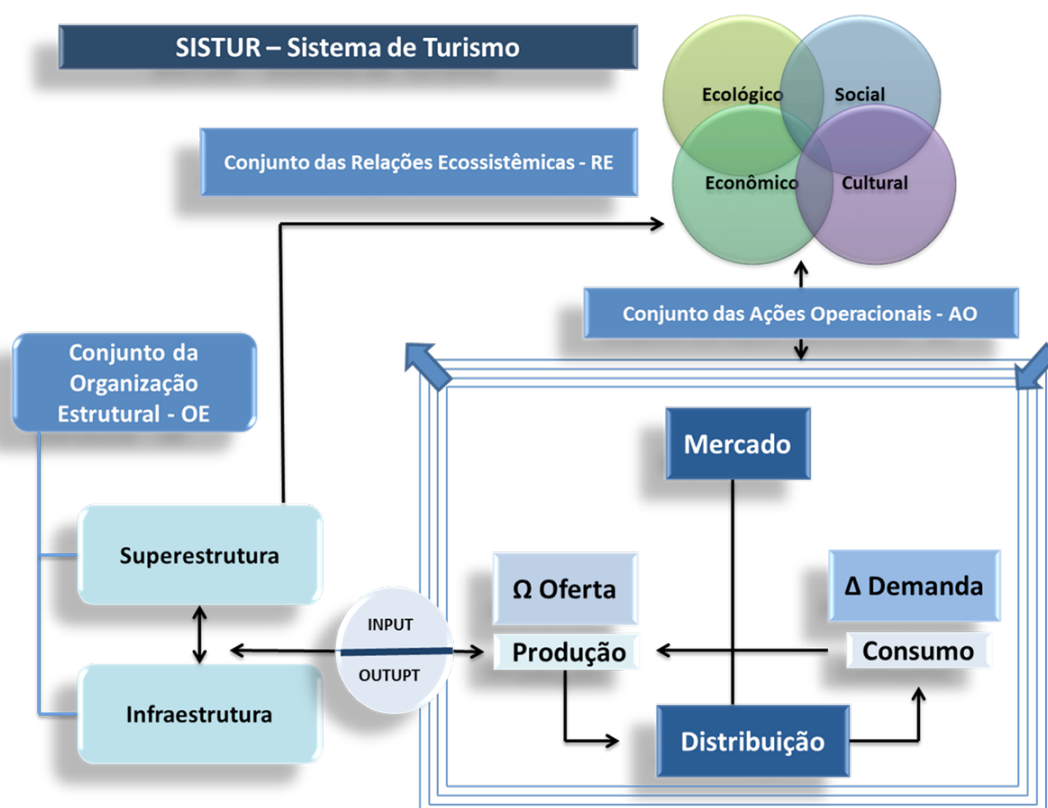 SISTUR – Sistema de Turismo
Ecológico
Social
Conjunto das Relações Ecossistêmicas - RE
Econômico
Cultural
Conjunto das Ações Operacionais - AO
Conjunto da
Organização
Estrutural - OE
Mercado
Superestrutura
Ω Oferta
Δ Demanda
INPUT
Produção
Consumo
OUTUPT
Infraestrutura
Distribuição